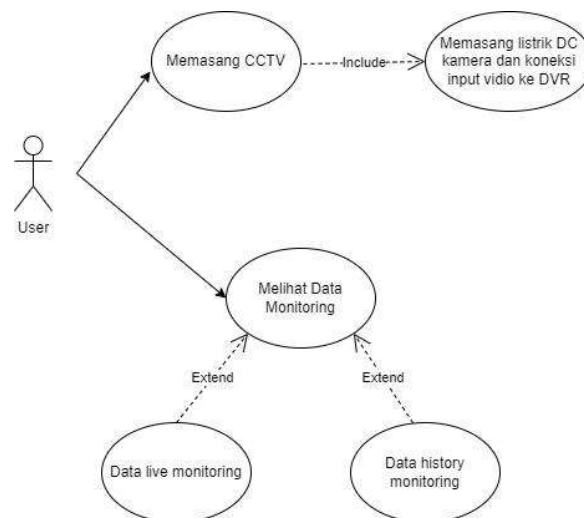 Memasang CCTV
Include
Memasang listrik DC
kamera dan koneksi
input vidio ke DVR
User
Melihat Data
Monitoring
Extend
Extend
Data live monitoring
Data history
monitoring